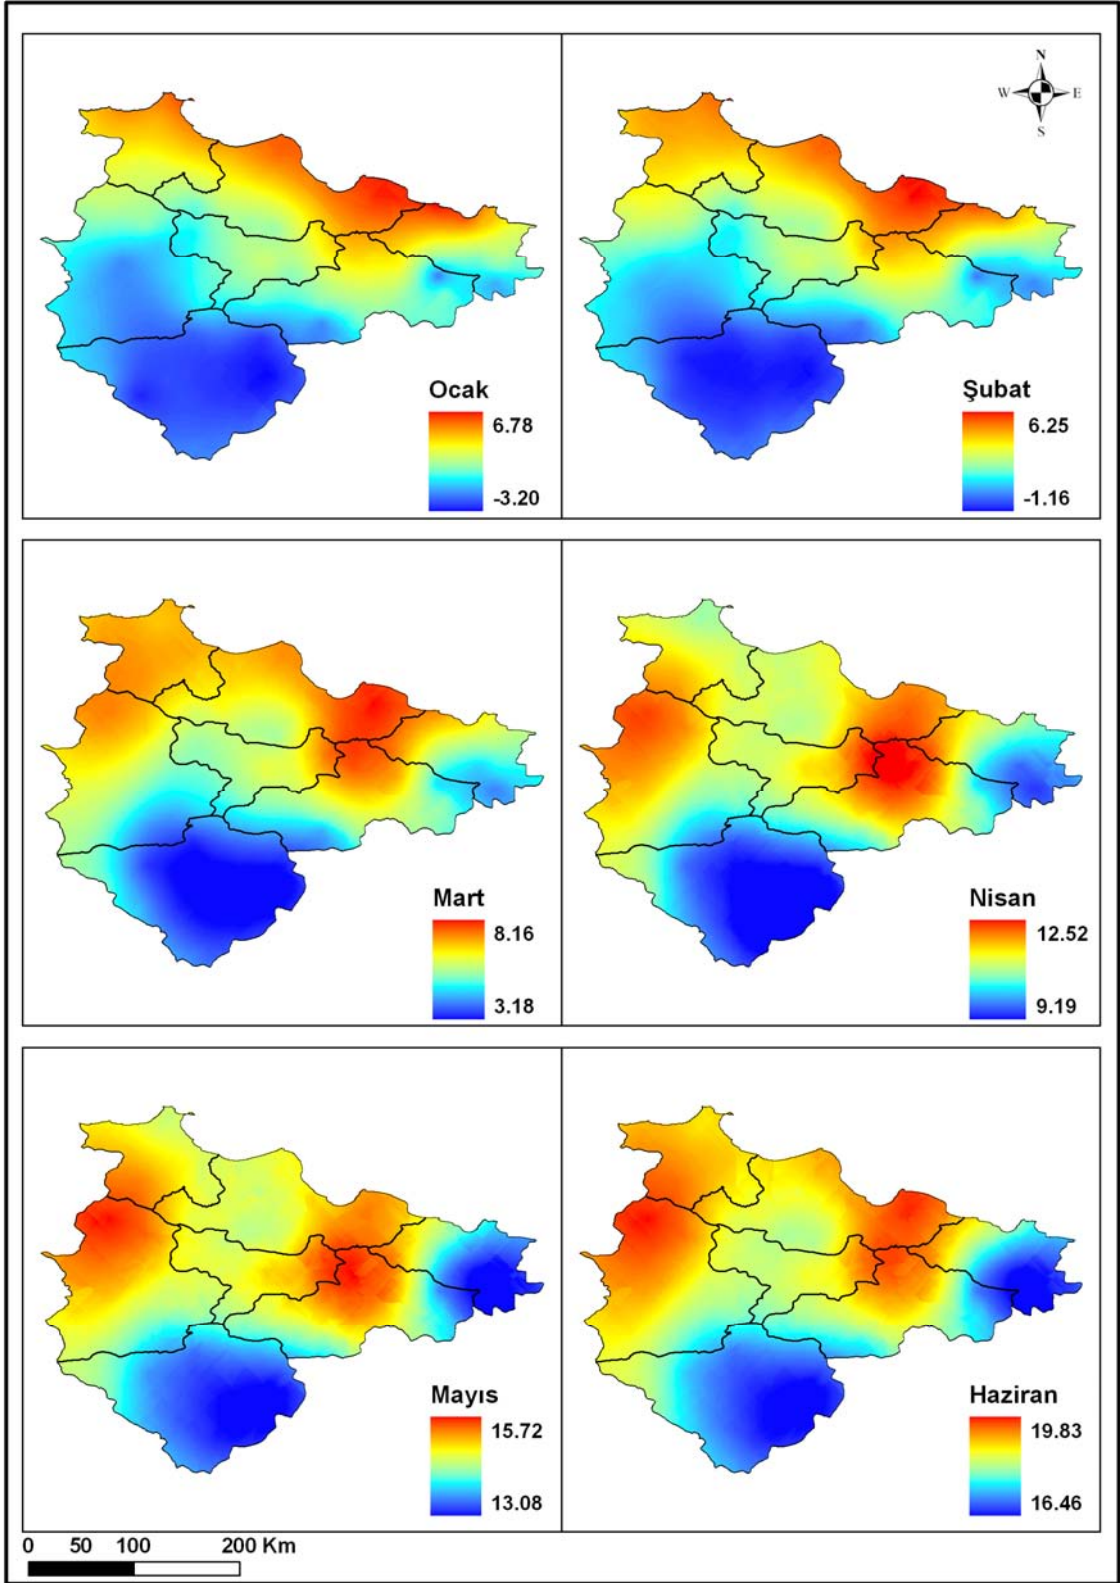 N
W E
S
Ocak
6.78
-3.20
Şubat
6.25
-1.16
Mart
8.16
3.18
Nisan
12.52
9.19
Mayıs
15.72
13.08
Haziran
19.83
16.46
0 50 100 200 Km